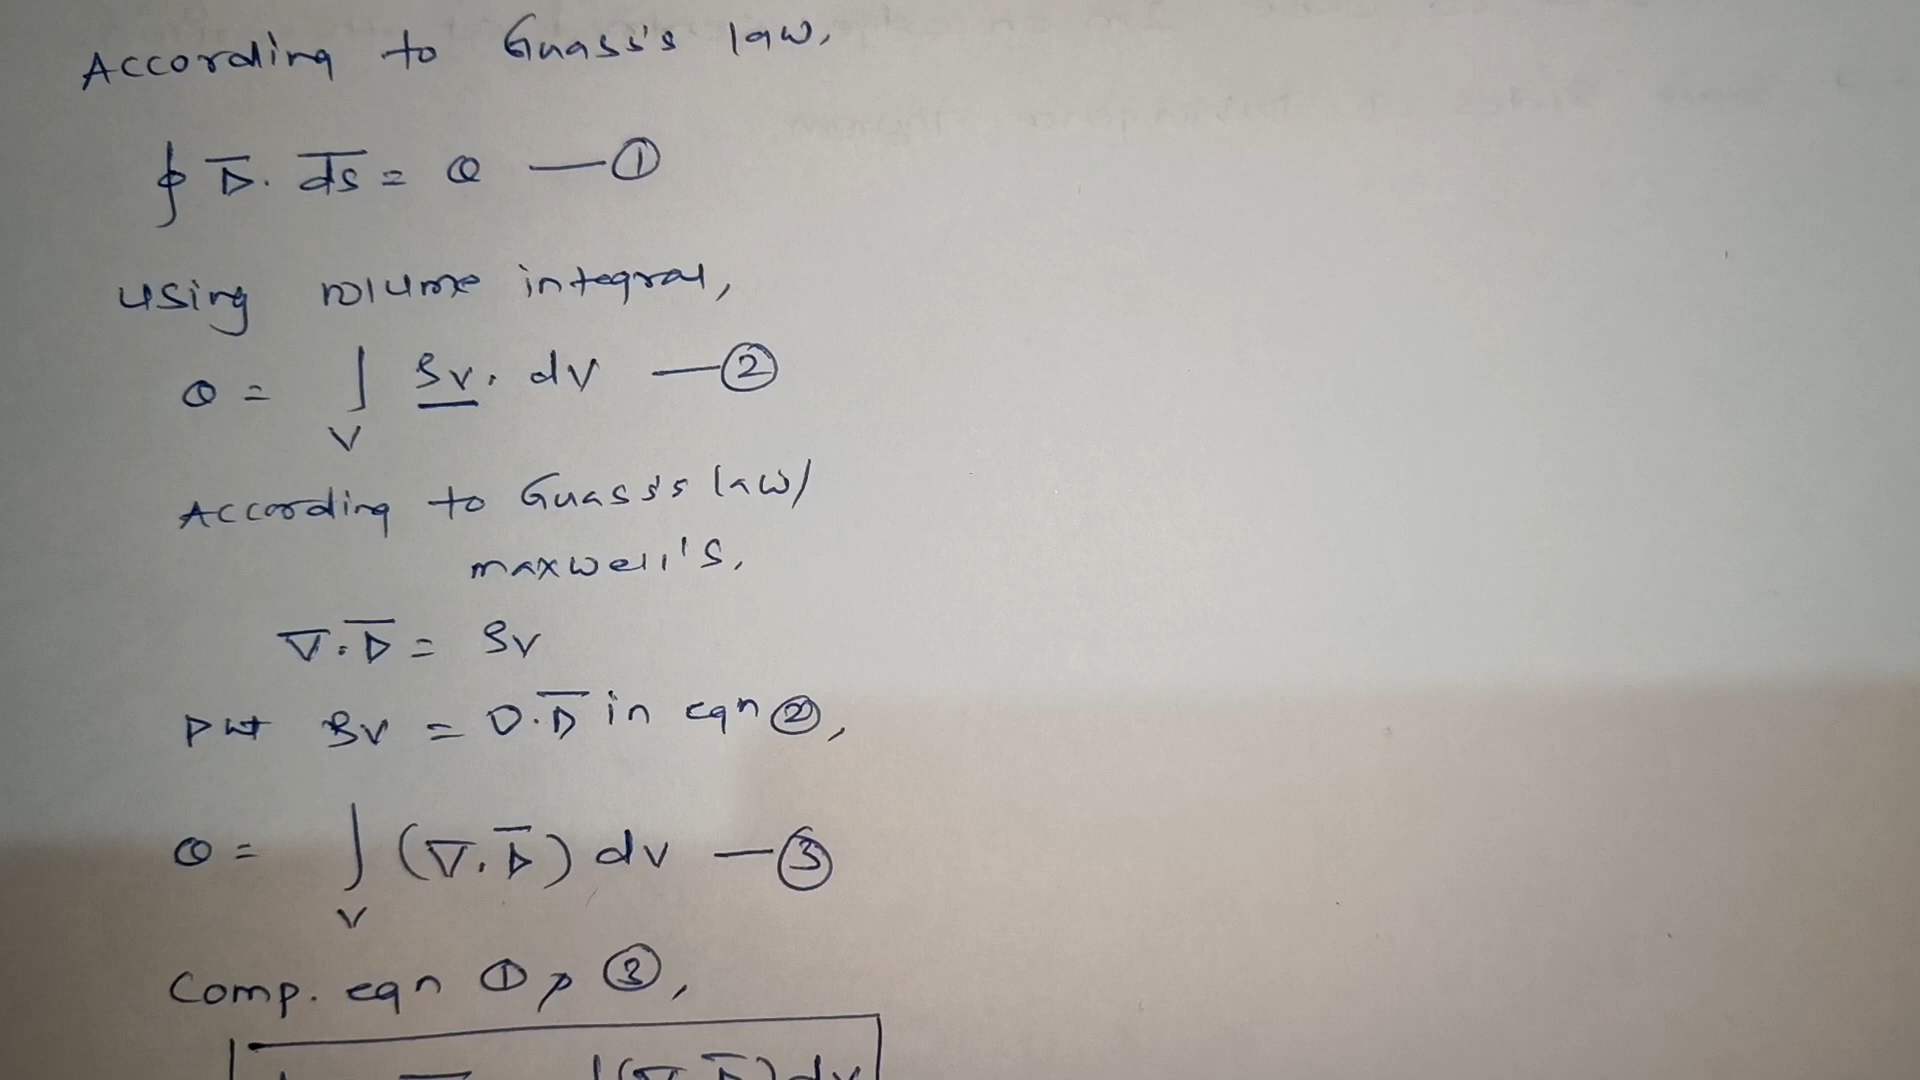 According to Guass's law,
∮ D̅. d̅s̅ = Q — ①
using volume integral,
Q = ∫ ρv. dv — ②
V
According to Guass's law/
maxwell's,
∇.D̅ = ρv
put ρv = ∇.D̅ in eqn ②,
Q = ∫ (∇.D̅) dv — ③
V
Comp. eqn ① & ③,
(∇.D̅) dv